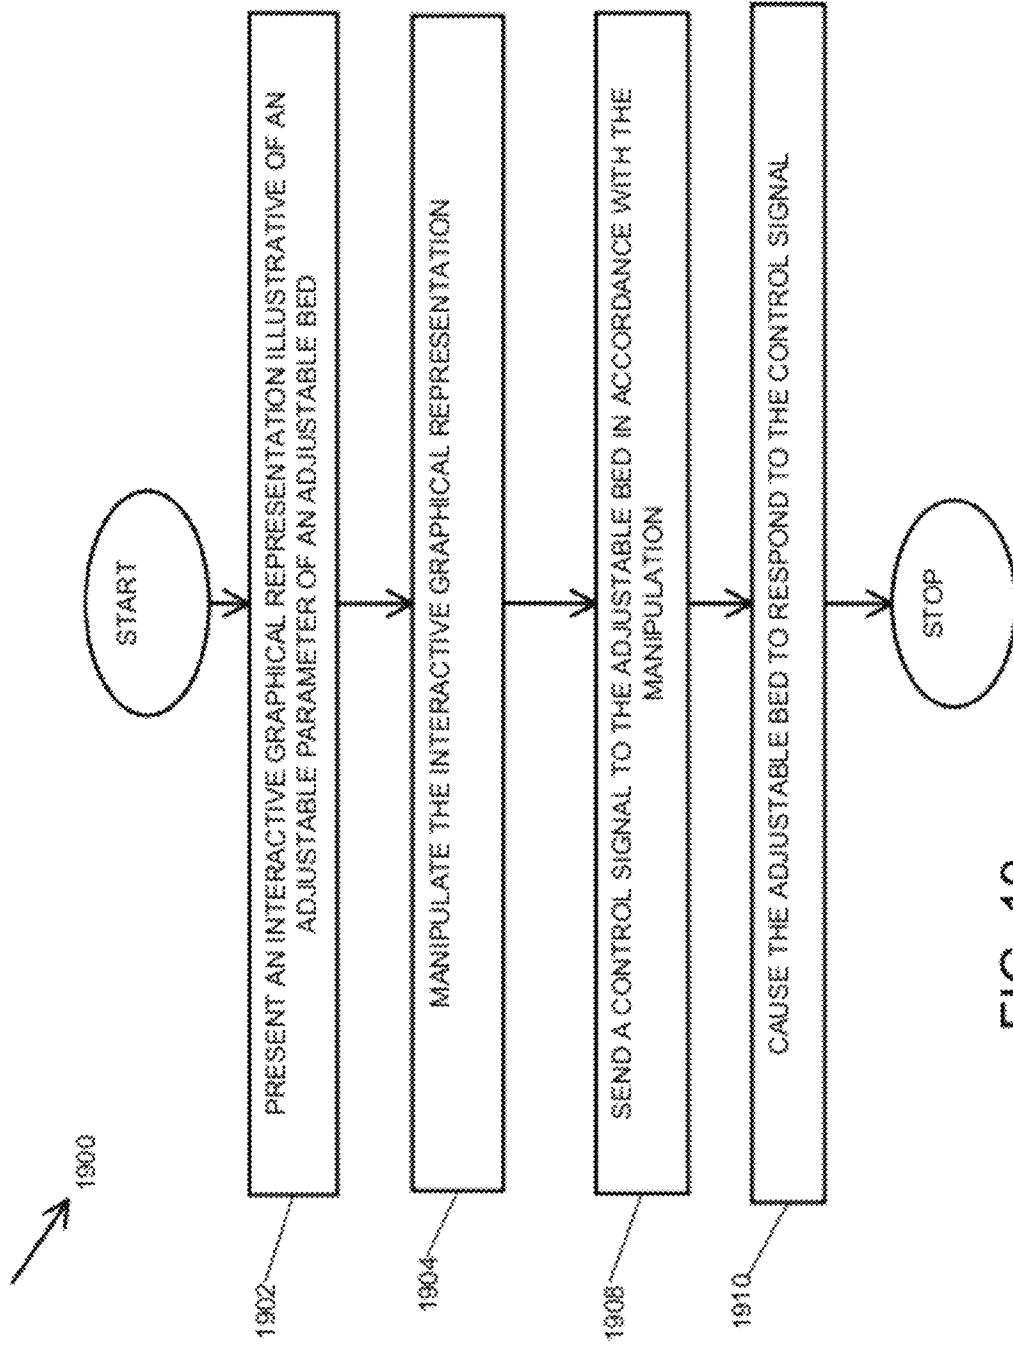 1900
START
1902
PRESENT AN INTERACTIVE GRAPHICAL REPRESENTATION ILLUSTRATIVE OF AN
ADJUSTABLE PARAMETER OF AN ADJUSTABLE BED
1904
MANIPULATE THE INTERACTIVE GRAPHICAL REPRESENTATION
1908
SEND A CONTROL SIGNAL TO THE ADJUSTABLE BED IN ACCORDANCE WITH THE
MANIPULATION
1910
CAUSE THE ADJUSTABLE BED TO RESPOND TO THE CONTROL SIGNAL
STOP